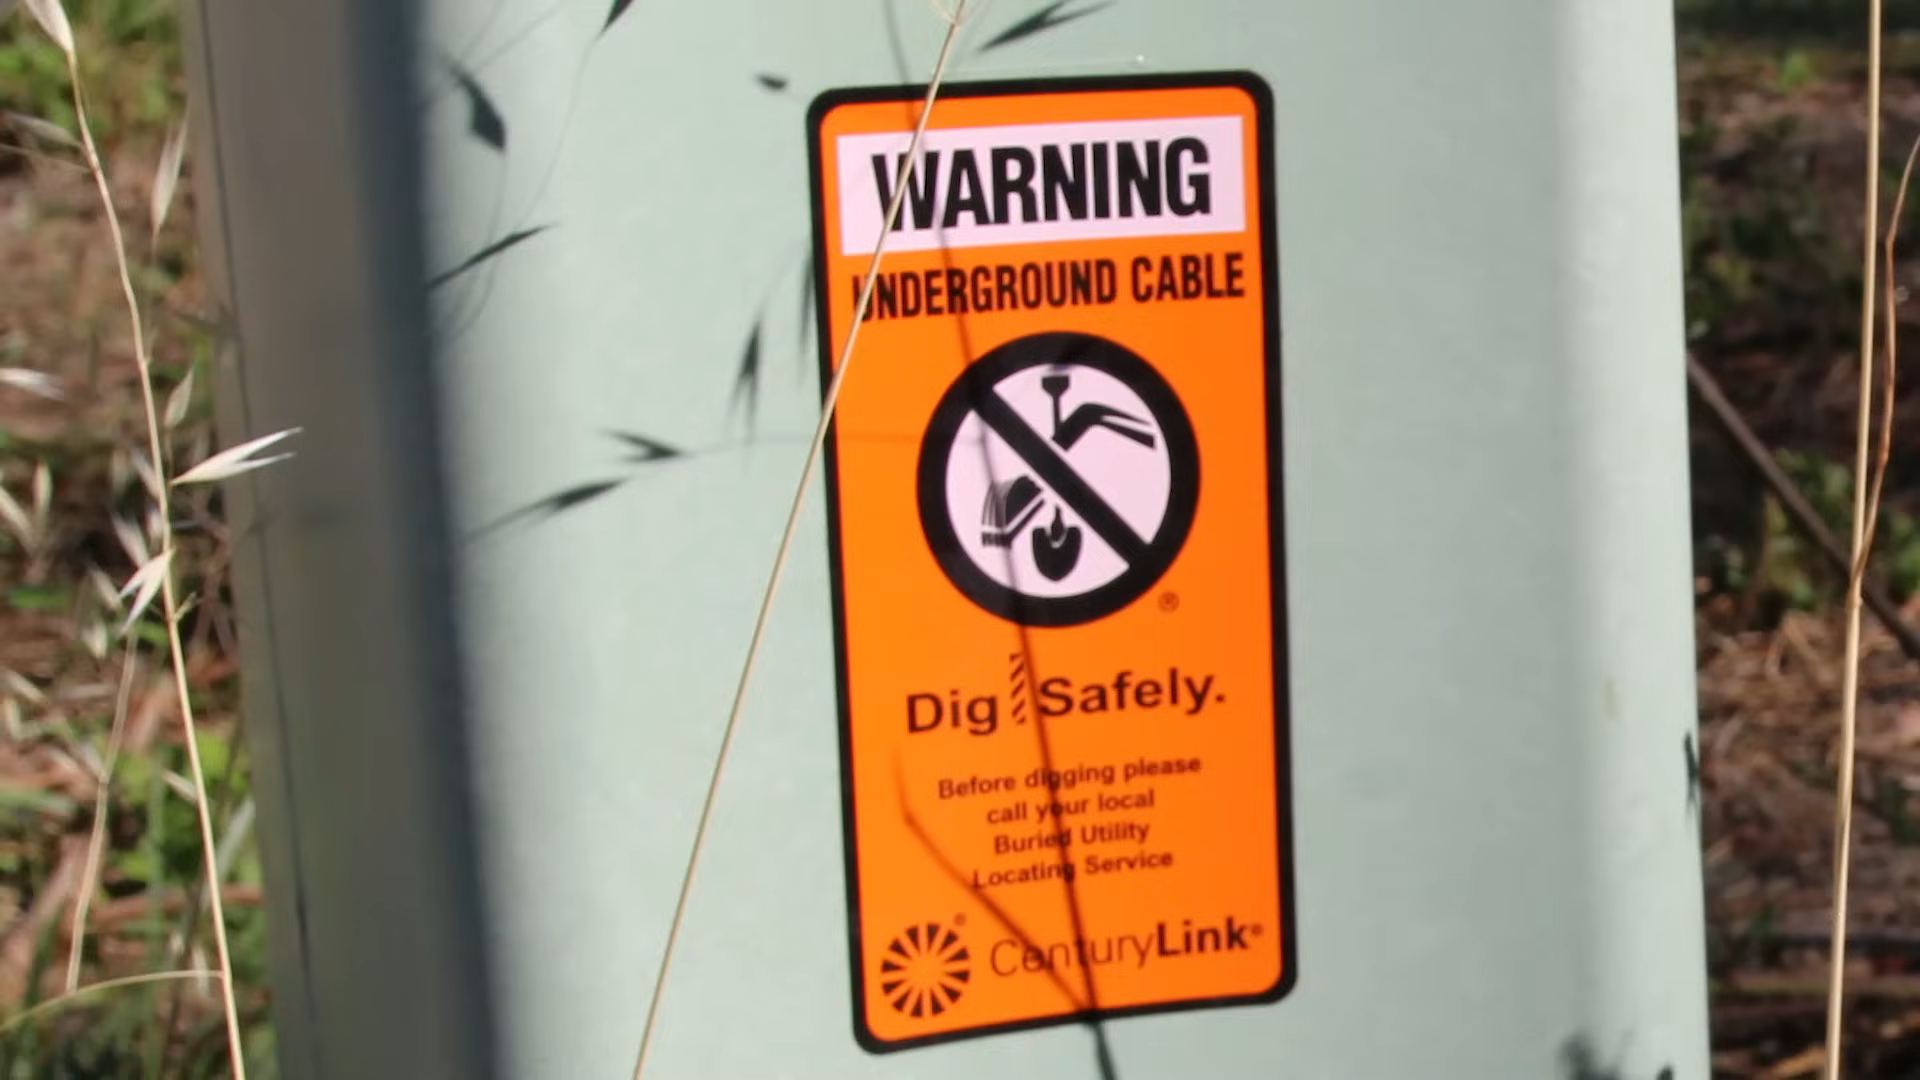 WARNING
UNDERGROUND CABLE
®
Dig Safely.
Before digging please
call your local
Buried Utility
Locating Service
® CenturyLink®